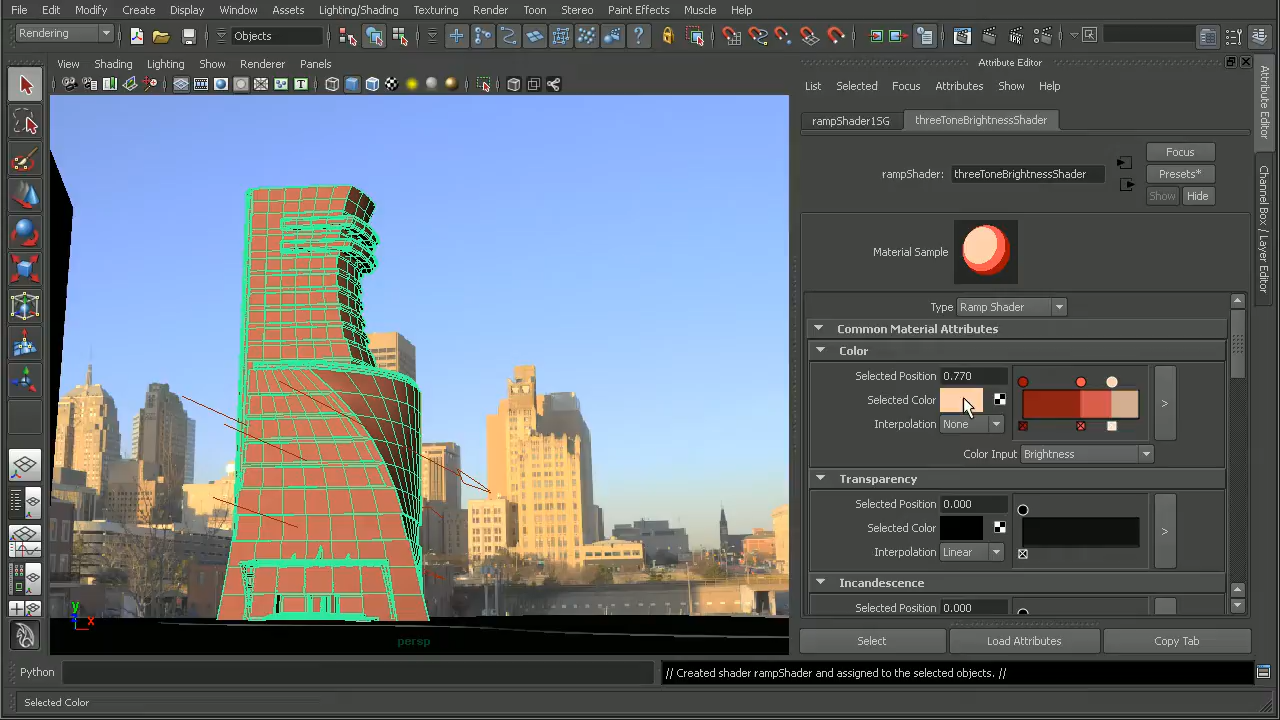 File Edit Modify Create Display Window Assets Lighting/Shading Texturing Render Toon Stereo Paint Effects Muscle Help
Rendering Objects
View Shading Lighting Show Renderer Panels
Attribute Editor
List Selected Focus Attributes Show Help
rampShader1SG threeToneBrightnessShader
Focus
rampShader: threeToneBrightnessShader Presets*
Show Hide
Material Sample
Type Ramp Shader
Common Material Attributes
Color
Selected Position 0.770
Selected Color
Interpolation None
Color Input Brightness
Transparency
Selected Position 0.000
Selected Color
Interpolation Linear
Incandescence
Selected Position 0.000
Select Load Attributes Copy Tab
Attribute Editor
Channel Box / Layer Editor
y
z x
persp
Python // Created shader rampShader and assigned to the selected objects. //
Selected Color